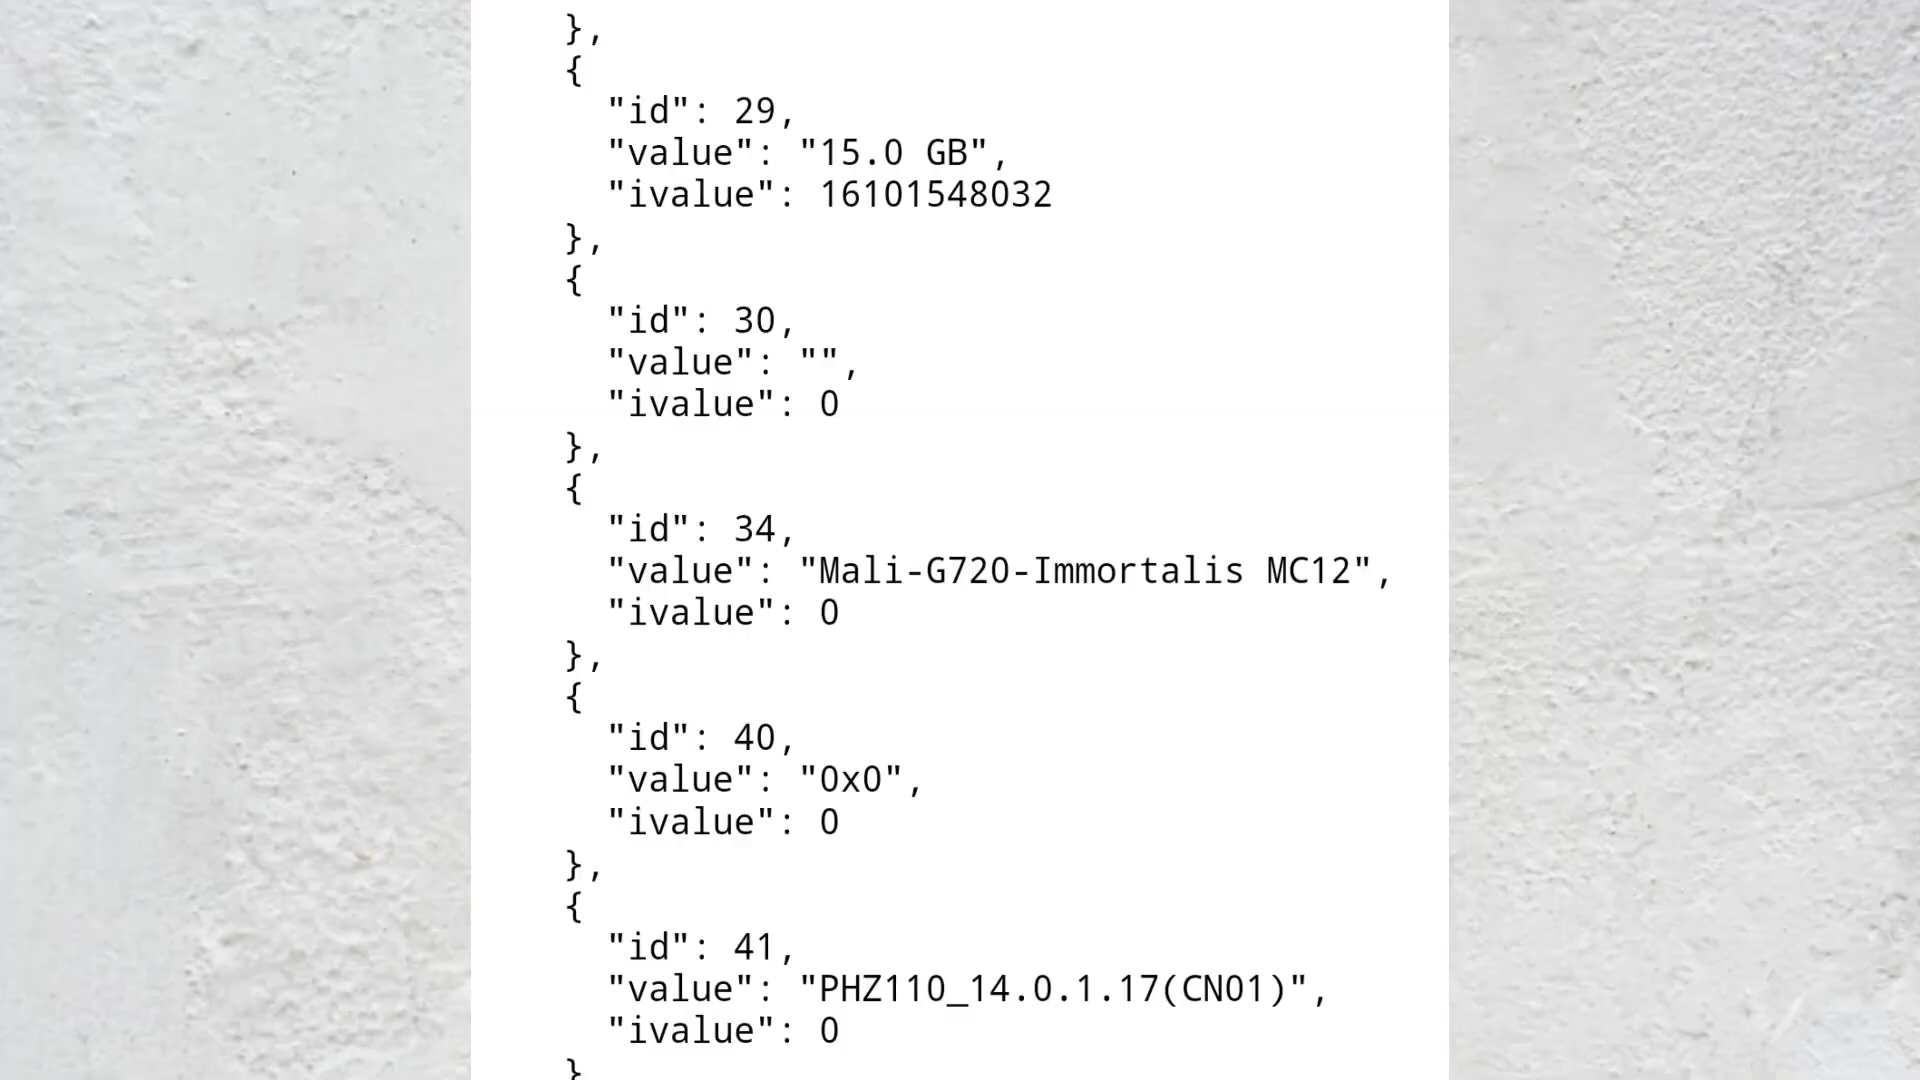 },
{
"id": 29,
"value": "15.0 GB",
"ivalue": 16101548032
},
{
"id": 30,
"value": "",
"ivalue": 0
},
{
"id": 34,
"value": "Mali-G720-Immortalis MC12",
"ivalue": 0
},
{
"id": 40,
"value": "0x0",
"ivalue": 0
},
{
"id": 41,
"value": "PHZ110_14.0.1.17(CN01)",
"ivalue": 0
}